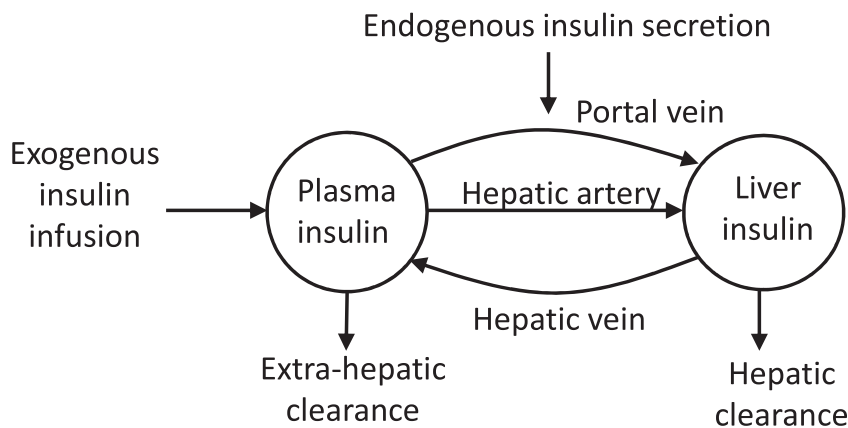 Endogenous insulin secretion
Portal vein
Exogenous
insulin
infusion
Plasma
insulin
Hepatic artery
Liver
insulin
Hepatic vein
Extra-hepatic
clearance
Hepatic
clearance